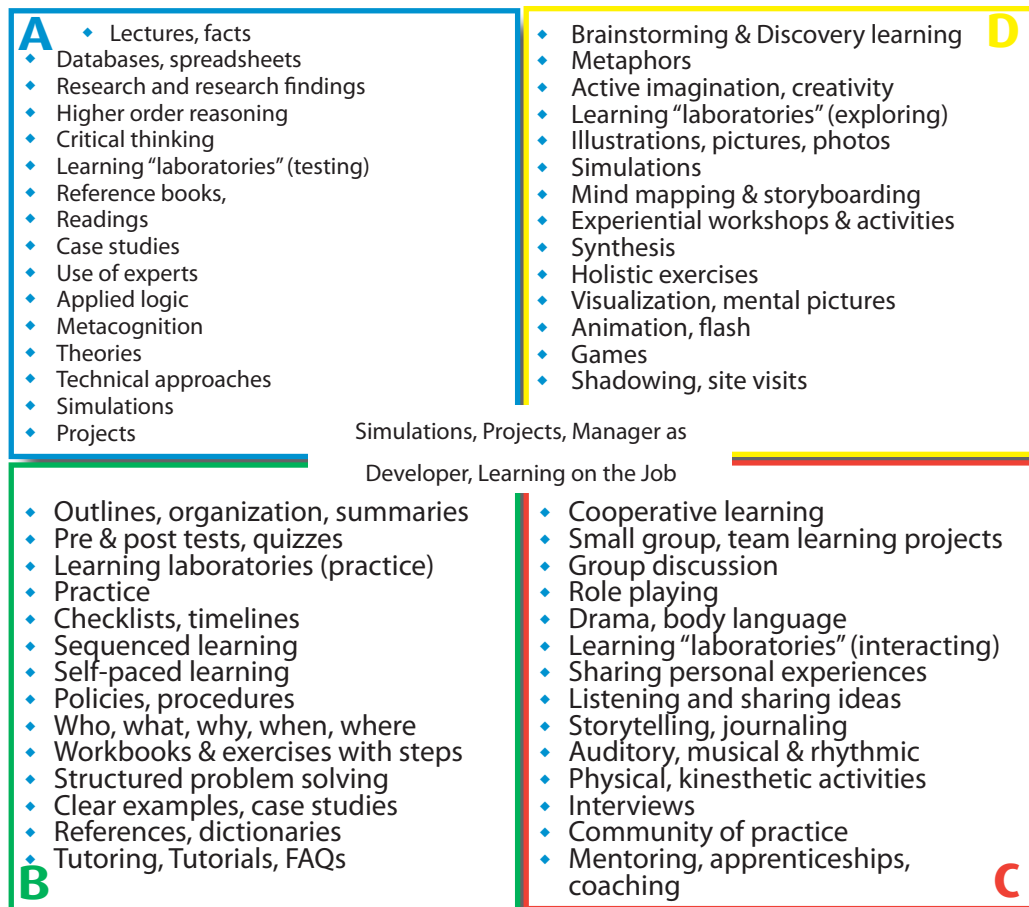 A
Lectures, facts
Databases, spreadsheets
Research and research findings
Higher order reasoning
Critical thinking
Learning “laboratories” (testing)
Reference books,
Readings
Case studies
Use of experts
Applied logic
Metacognition
Theories
Technical approaches
Simulations
Projects
D
Brainstorming & Discovery learning
Metaphors
Active imagination, creativity
Learning “laboratories” (exploring)
Illustrations, pictures, photos
Simulations
Mind mapping & storyboarding
Experiential workshops & activities
Synthesis
Holistic exercises
Visualization, mental pictures
Animation, flash
Games
Shadowing, site visits
Simulations, Projects, Manager as
Developer, Learning on the Job
Outlines, organization, summaries
Pre & post tests, quizzes
Learning laboratories (practice)
Practice
Checklists, timelines
Sequenced learning
Self-paced learning
Policies, procedures
Who, what, why, when, where
Workbooks & exercises with steps
Structured problem solving
Clear examples, case studies
References, dictionaries
Tutoring, Tutorials, FAQs
B
Cooperative learning
Small group, team learning projects
Group discussion
Role playing
Drama, body language
Learning “laboratories” (interacting)
Sharing personal experiences
Listening and sharing ideas
Storytelling, journaling
Auditory, musical & rhythmic
Physical, kinesthetic activities
Interviews
Community of practice
Mentoring, apprenticeships,
coaching
C